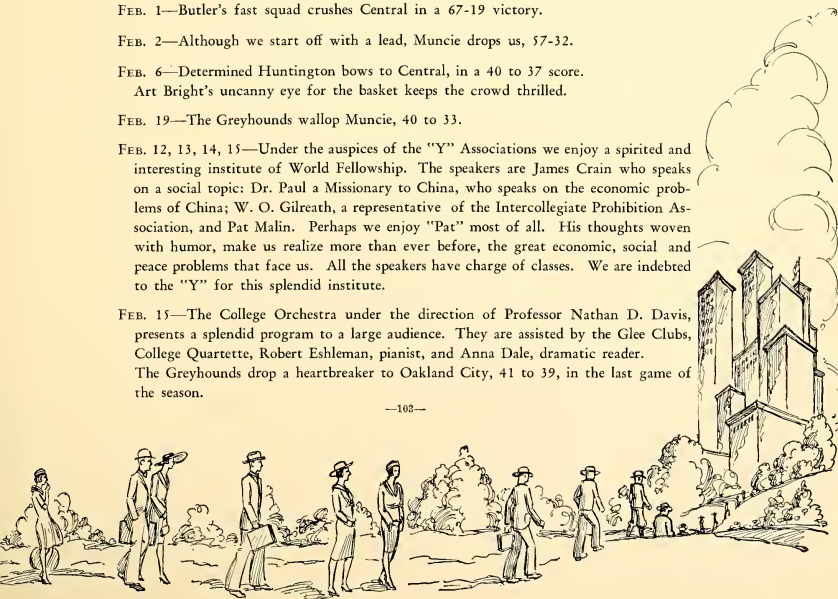 FEB. 1—Butler's fast squad crushes Central in a 67-19 victory.
FEB. 2—Although we start off with a lead, Muncie drops us, 57-32.
FEB. 6—Determined Huntington bows to Central, in a 40 to 37 score.
Art Bright's uncanny eye for the basket keeps the crowd thrilled.
FEB. 19—The Greyhounds wallop Muncie, 40 to 33.
FEB. 12, 13, 14, 15—Under the auspices of the "Y" Associations we enjoy a spirited and
interesting institute of World Fellowship. The speakers are James Crain who speaks
on a social topic: Dr. Paul a Missionary to China, who speaks on the economic prob-
lems of China; W. O. Gilreath, a representative of the Intercollegiate Prohibition As-
sociation, and Pat Malin. Perhaps we enjoy "Pat" most of all. His thoughts woven
with humor, make us realize more than ever before, the great economic, social and
peace problems that face us. All the speakers have charge of classes. We are indebted
to the "Y" for this splendid institute.
FEB. 15—The College Orchestra under the direction of Professor Nathan D. Davis,
presents a splendid program to a large audience. They are assisted by the Glee Clubs,
College Quartette, Robert Eshleman, pianist, and Anna Dale, dramatic reader.
The Greyhounds drop a heartbreaker to Oakland City, 41 to 39, in the last game of
the season.
—103—